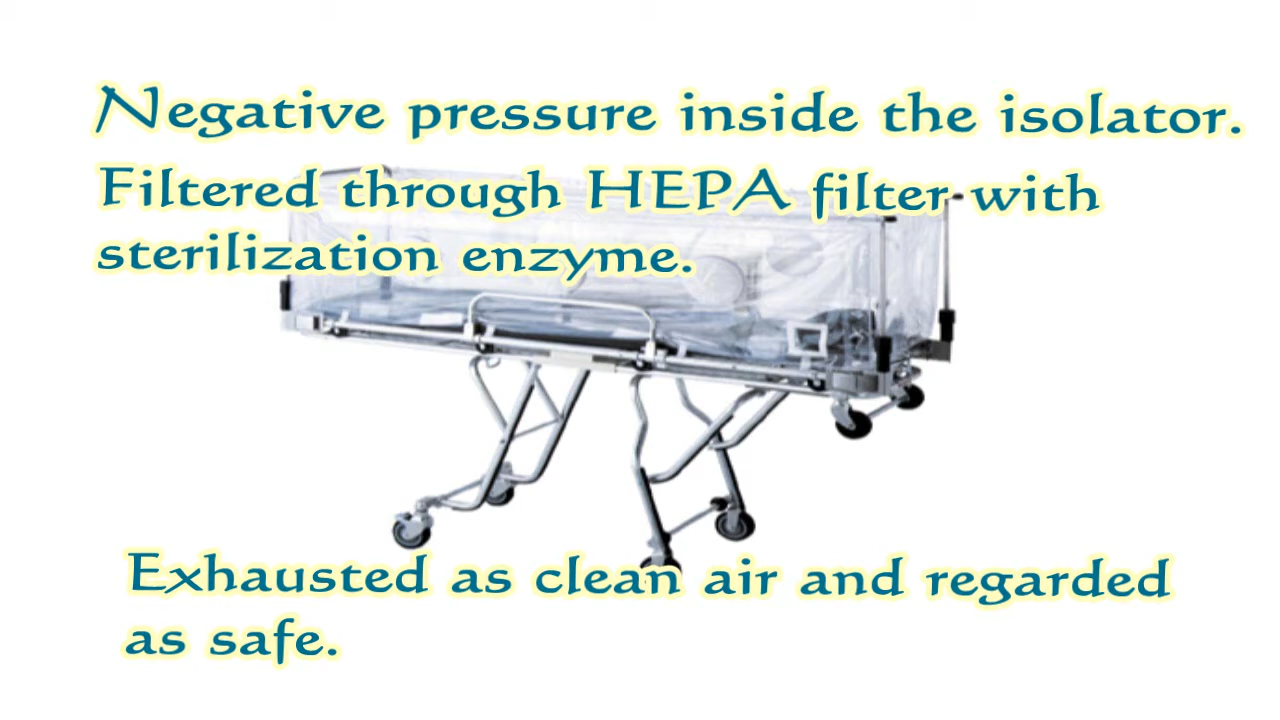 Negative pressure inside the isolator.
Filtered through HEPA filter with
sterilization enzyme.
Exhausted as clean air and regarded
as safe.